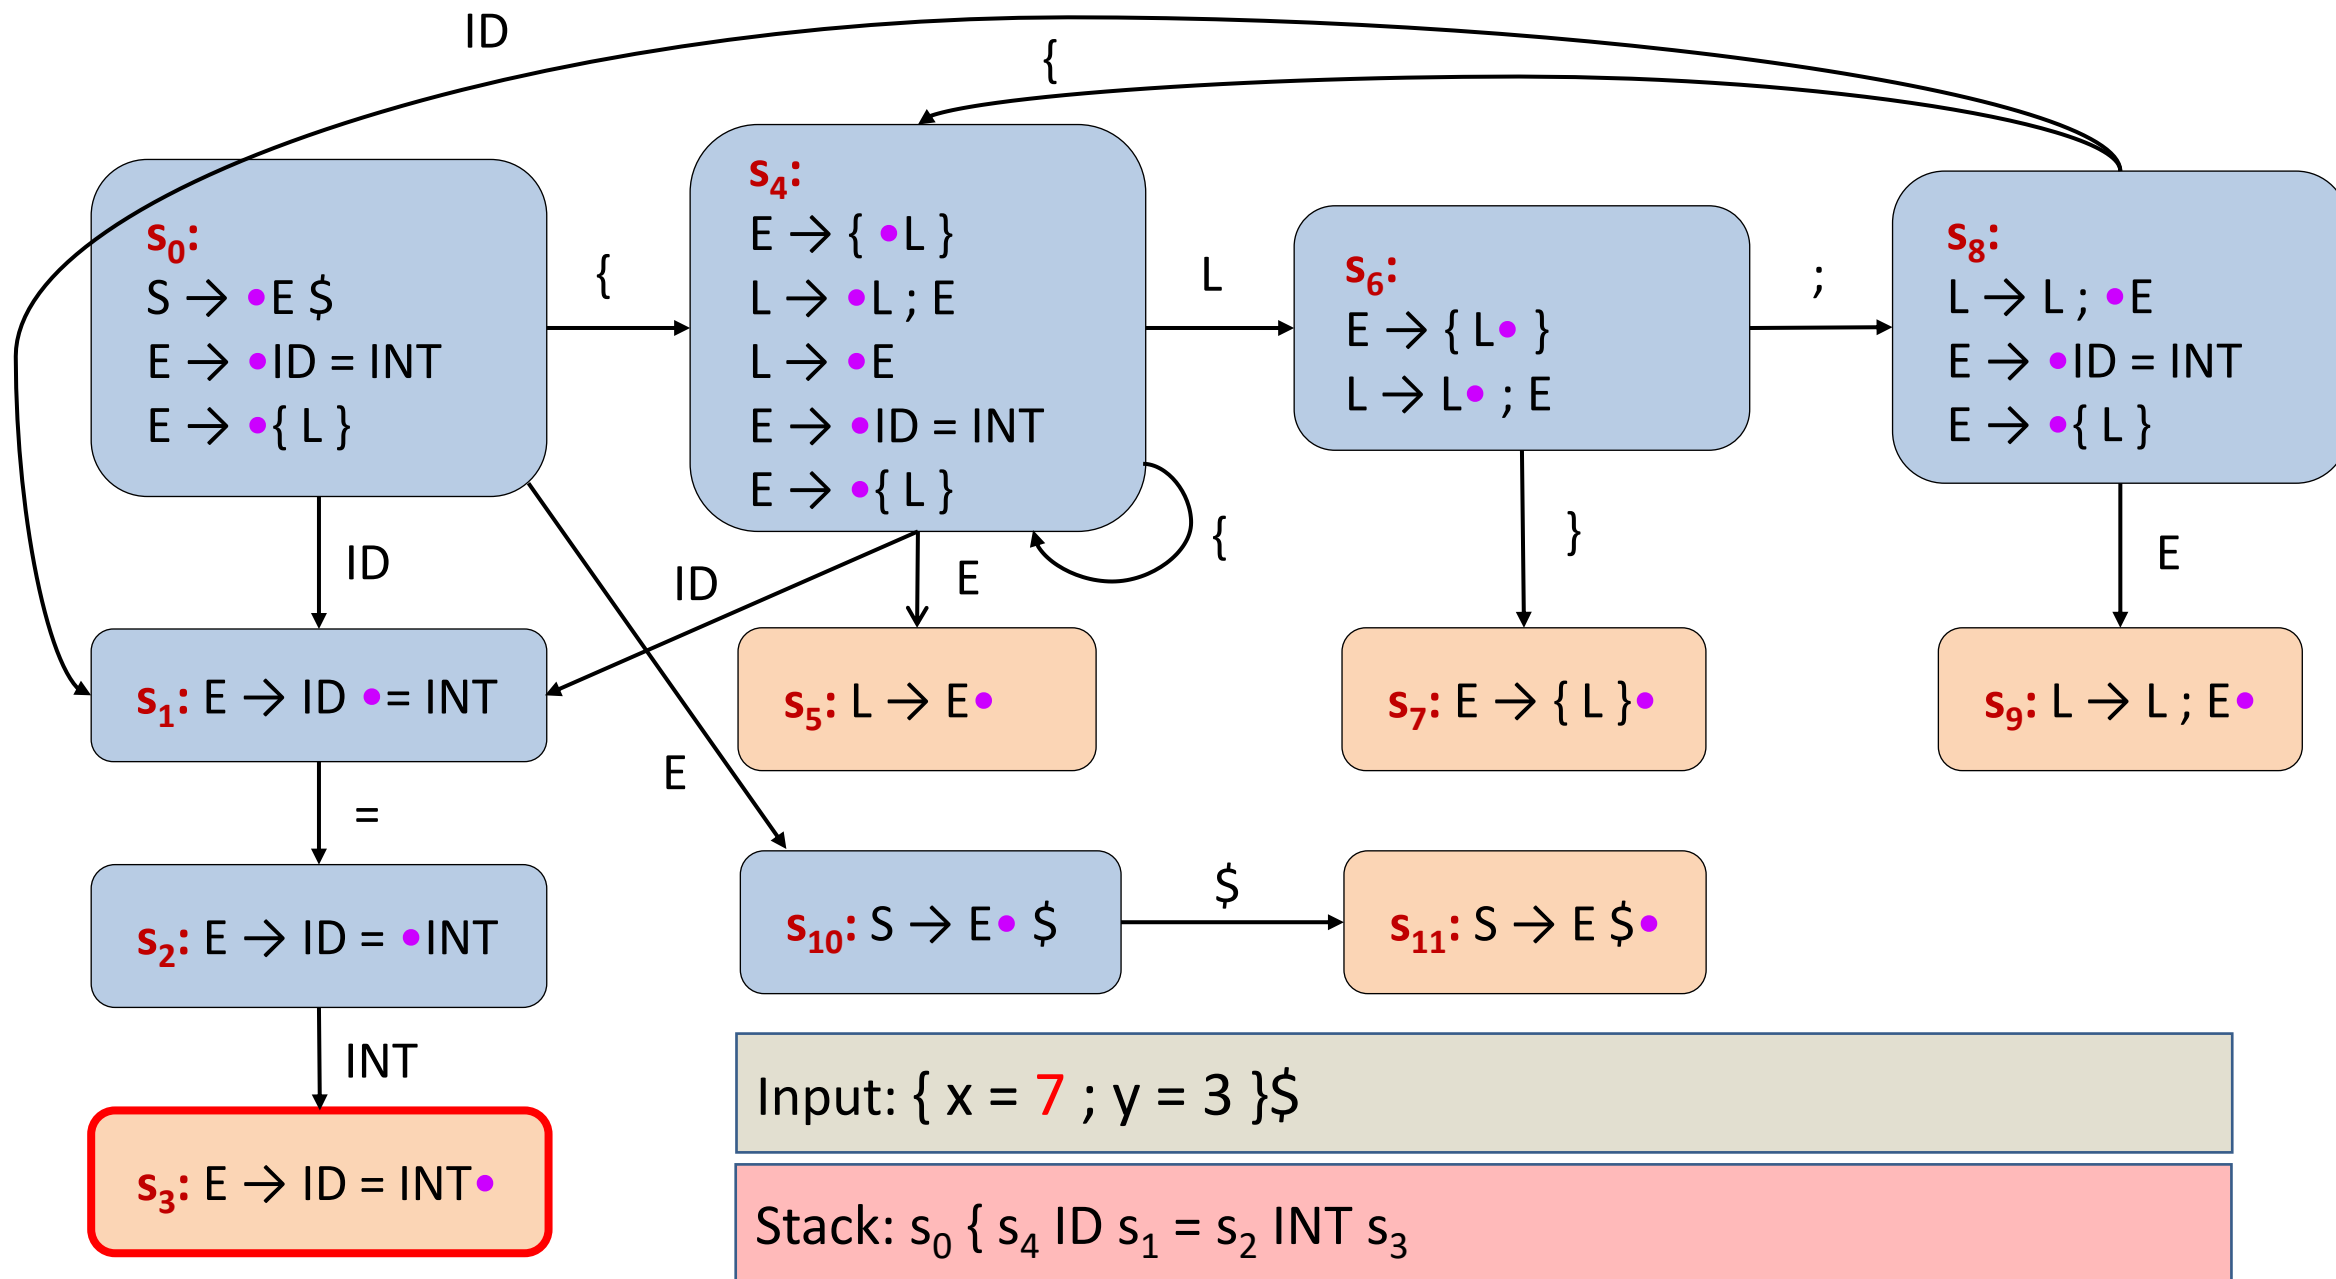 ID
{
s0:
S → •E $
E → •ID = INT
E → •{ L }
{
s4:
E → { •L }
L → •L ; E
L → •E
E → •ID = INT
E → •{ L }
L
s6:
E → { L• }
L → L• ; E
;
s8:
L → L ; •E
E → •ID = INT
E → •{ L }
ID
ID
E
{
}
E
s1: E → ID •= INT
s5: L → E•
s7: E → { L }•
s9: L → L ; E•
E
=
s2: E → ID = •INT
s10: S → E• $
$
s11: S → E $•
INT
s3: E → ID = INT•
Input: { x = 7 ; y = 3 }$
Stack: s0 { s4 ID s1 = s2 INT s3